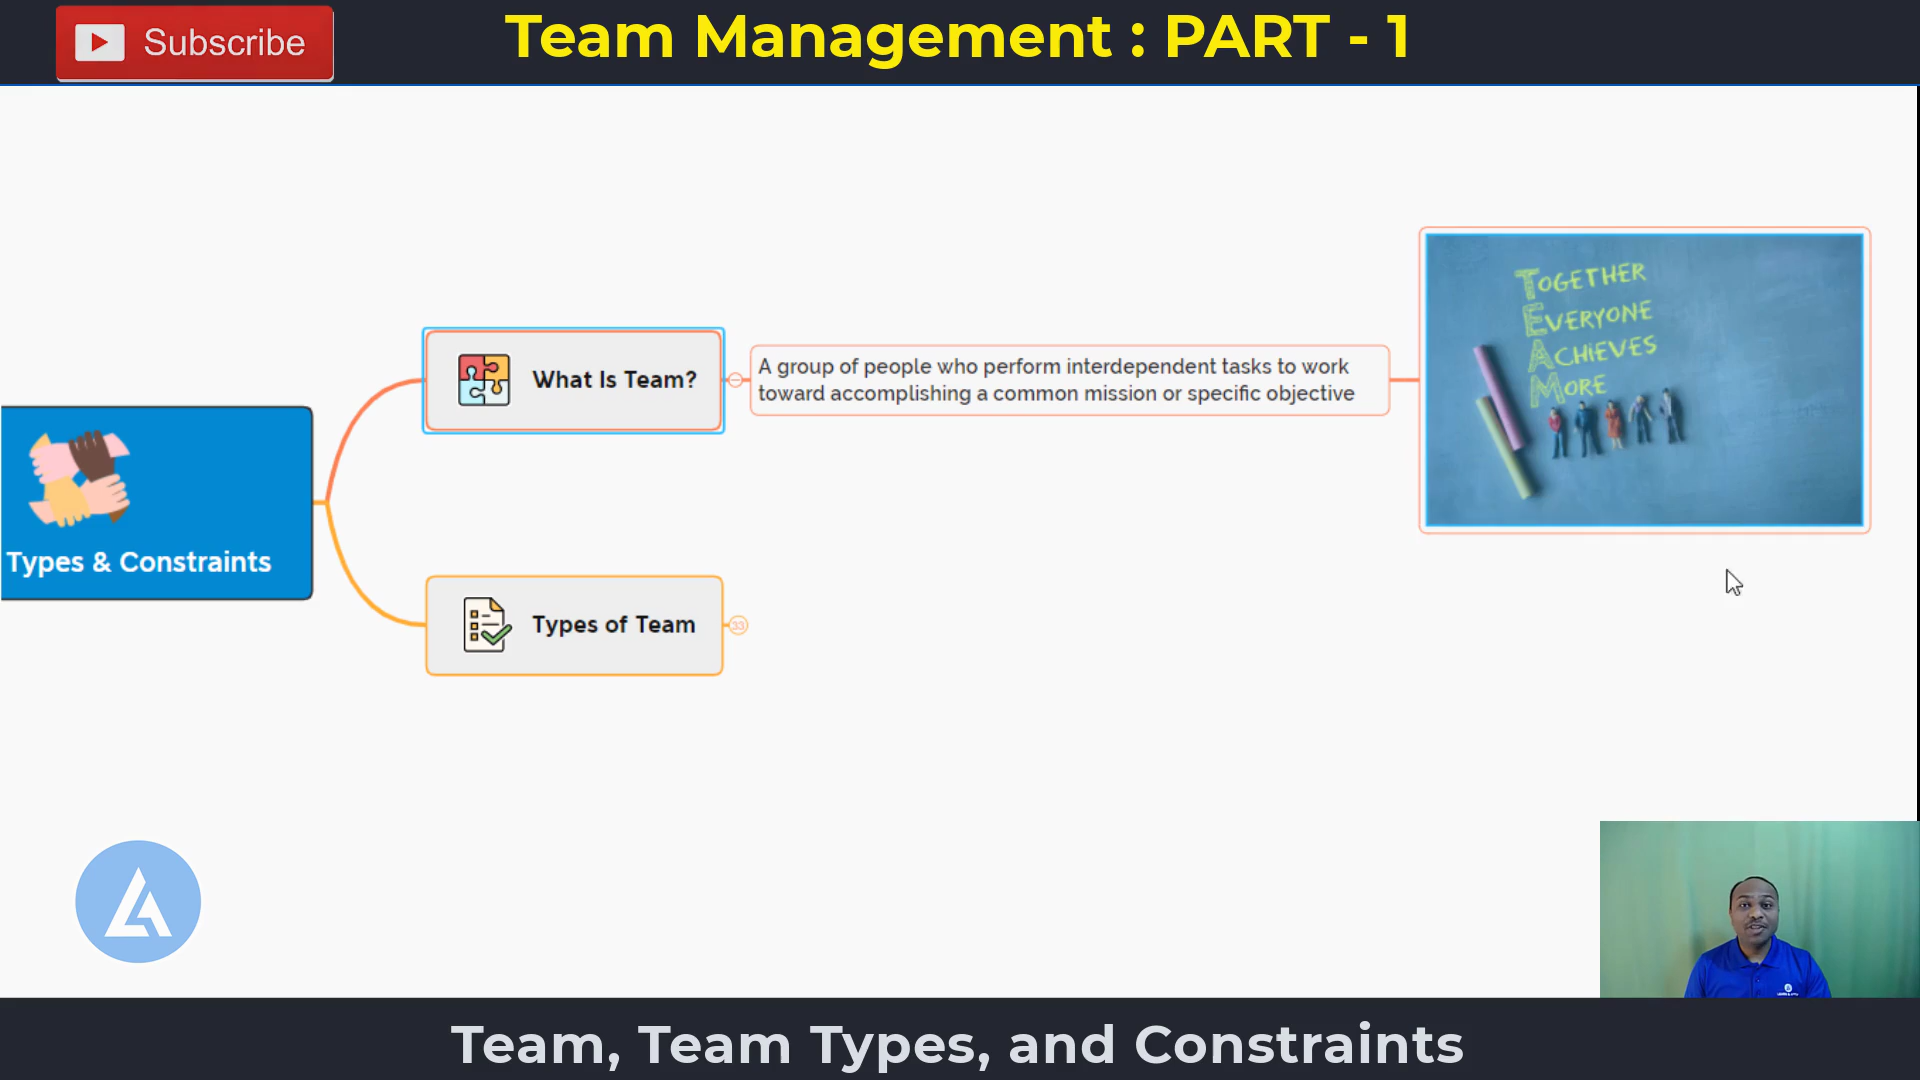 Subscribe
Team Management : PART - 1
TOGETHER
EVERYONE
ACHiEVES
MORE
What Is Team?
A group of people who perform interdependent tasks to work
toward accomplishing a common mission or specific objective
Types & Constraints
Types of Team
33
Team, Team Types, and Constraints